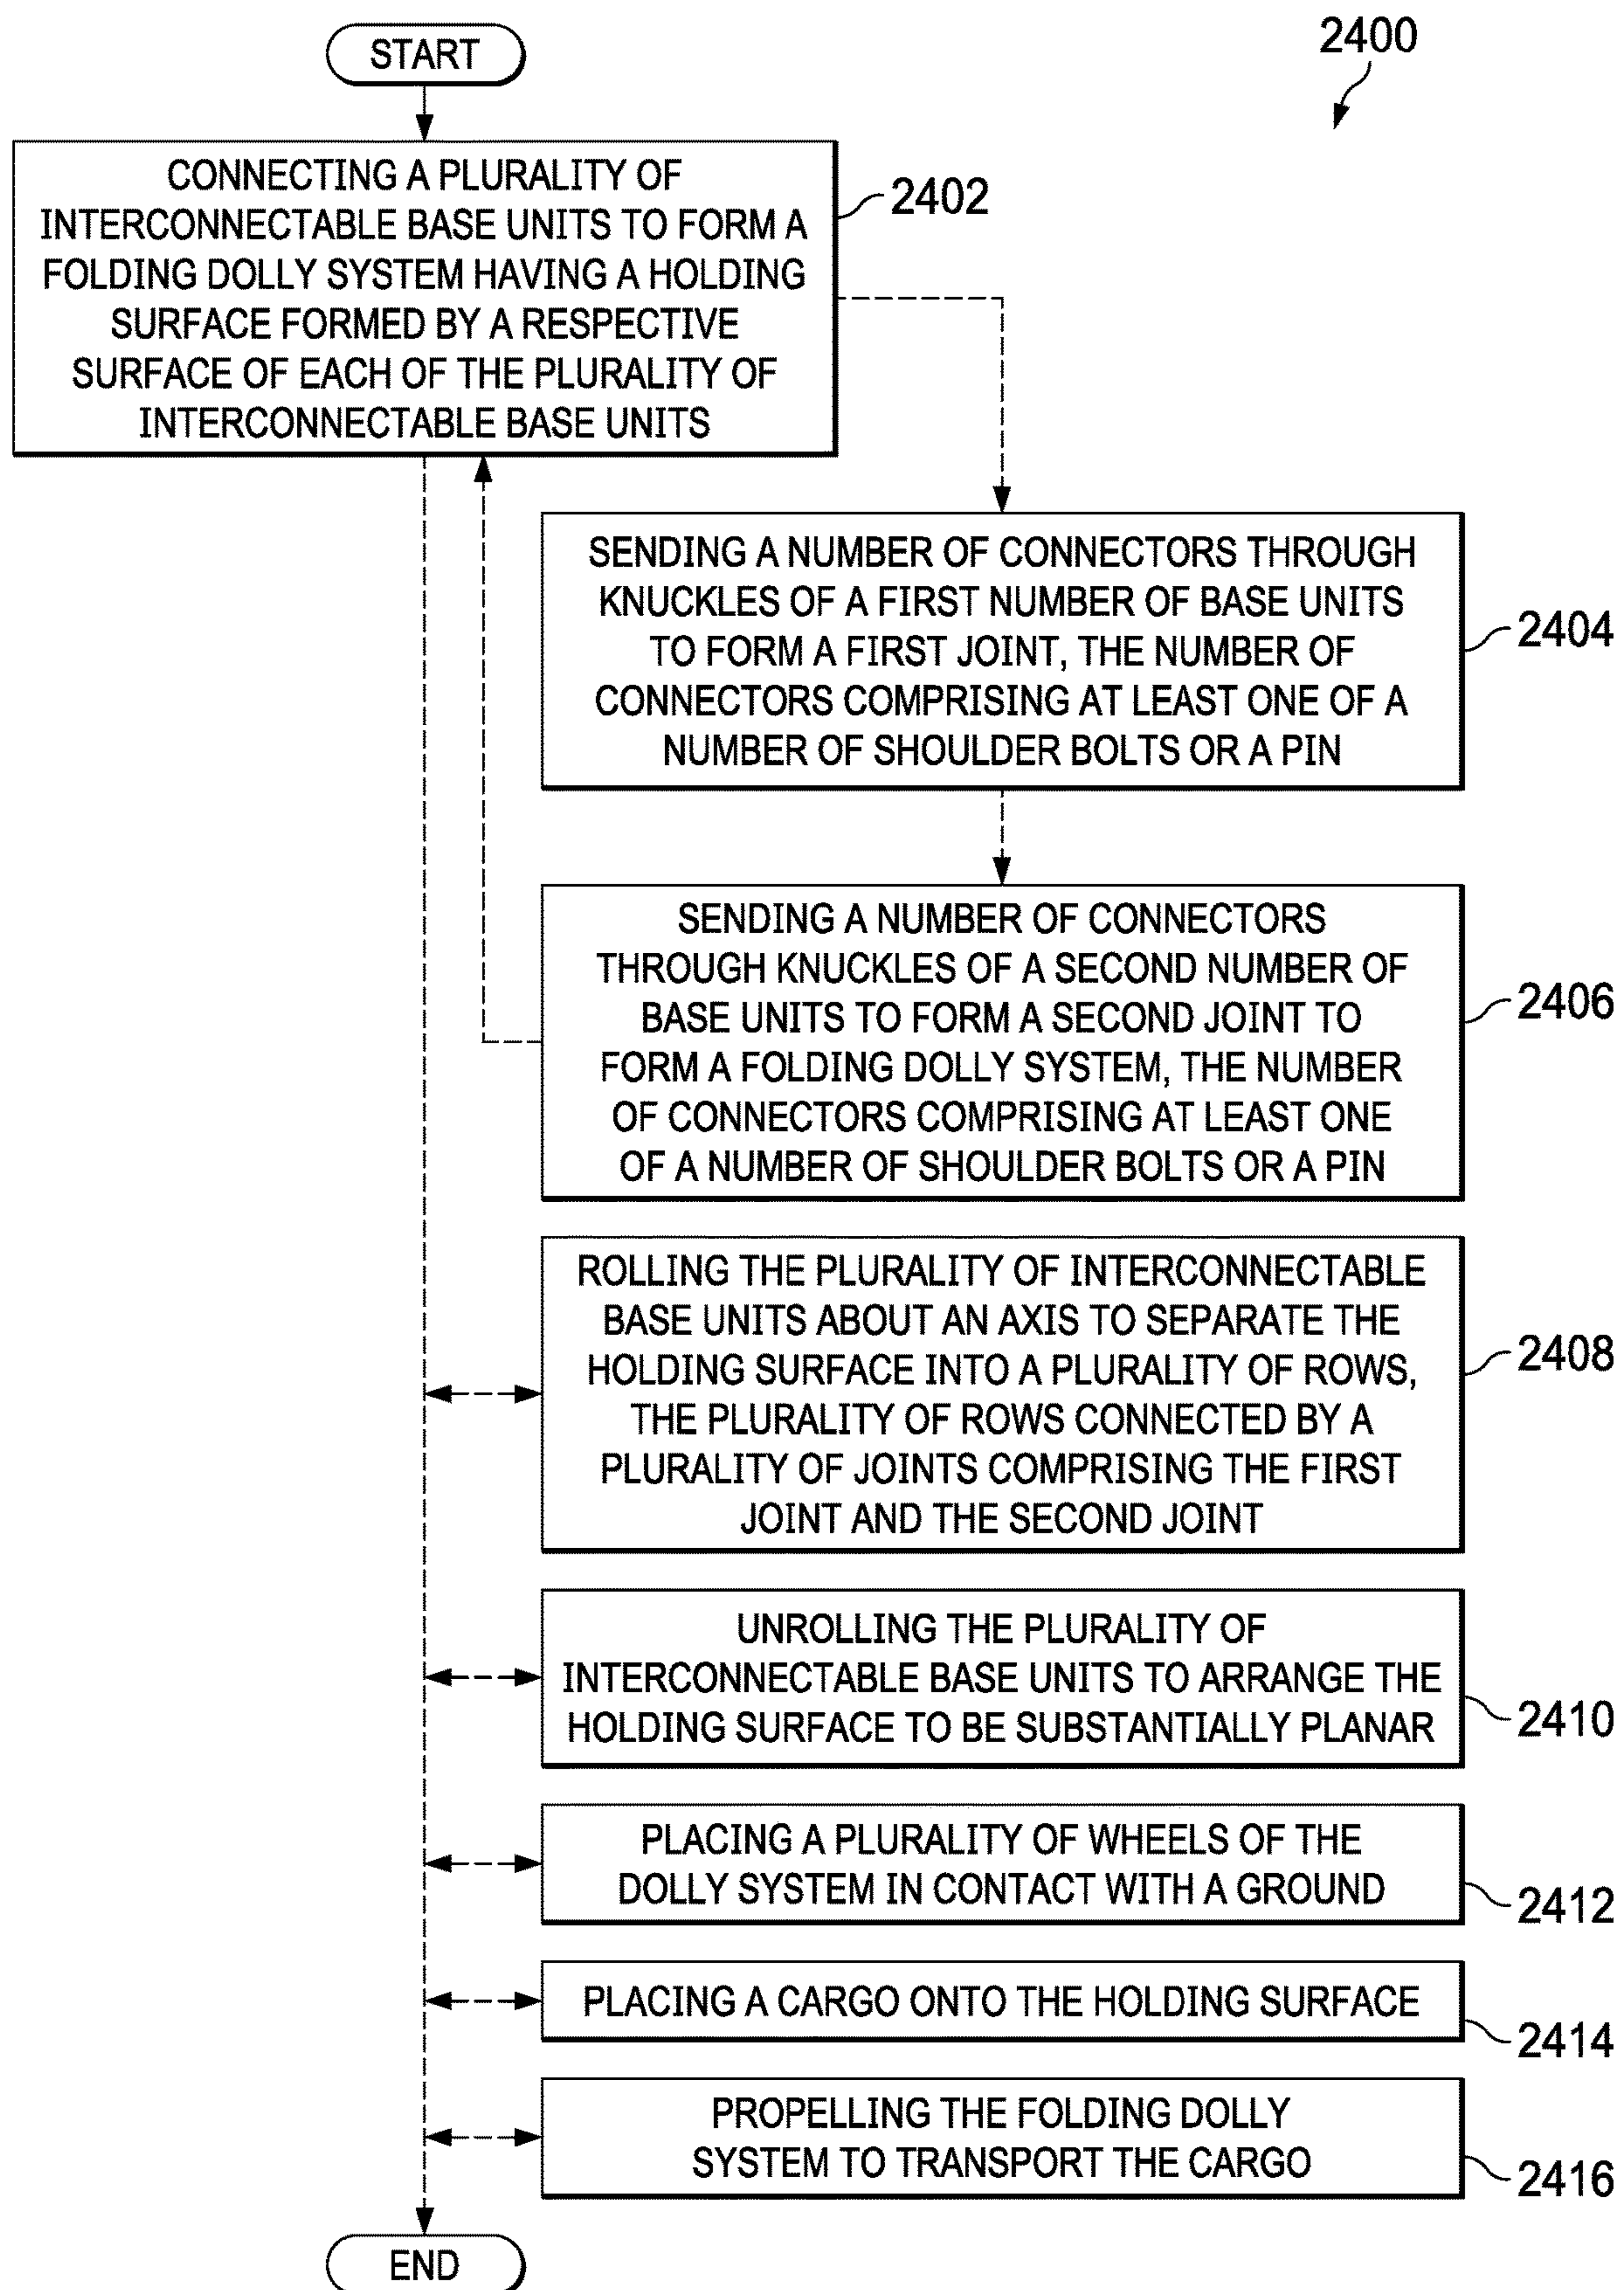 START
2400
CONNECTING A PLURALITY OF
INTERCONNECTABLE BASE UNITS TO FORM A
FOLDING DOLLY SYSTEM HAVING A HOLDING
SURFACE FORMED BY A RESPECTIVE
SURFACE OF EACH OF THE PLURALITY OF
INTERCONNECTABLE BASE UNITS
2402
SENDING A NUMBER OF CONNECTORS THROUGH
KNUCKLES OF A FIRST NUMBER OF BASE UNITS
TO FORM A FIRST JOINT, THE NUMBER OF
CONNECTORS COMPRISING AT LEAST ONE OF A
NUMBER OF SHOULDER BOLTS OR A PIN
2404
SENDING A NUMBER OF CONNECTORS
THROUGH KNUCKLES OF A SECOND NUMBER OF
BASE UNITS TO FORM A SECOND JOINT TO
FORM A FOLDING DOLLY SYSTEM, THE NUMBER
OF CONNECTORS COMPRISING AT LEAST ONE
OF A NUMBER OF SHOULDER BOLTS OR A PIN
2406
ROLLING THE PLURALITY OF INTERCONNECTABLE
BASE UNITS ABOUT AN AXIS TO SEPARATE THE
HOLDING SURFACE INTO A PLURALITY OF ROWS,
THE PLURALITY OF ROWS CONNECTED BY A
PLURALITY OF JOINTS COMPRISING THE FIRST
JOINT AND THE SECOND JOINT
2408
UNROLLING THE PLURALITY OF
INTERCONNECTABLE BASE UNITS TO ARRANGE THE
HOLDING SURFACE TO BE SUBSTANTIALLY PLANAR
2410
PLACING A PLURALITY OF WHEELS OF THE
DOLLY SYSTEM IN CONTACT WITH A GROUND
2412
PLACING A CARGO ONTO THE HOLDING SURFACE
2414
PROPELLING THE FOLDING DOLLY
SYSTEM TO TRANSPORT THE CARGO
2416
END